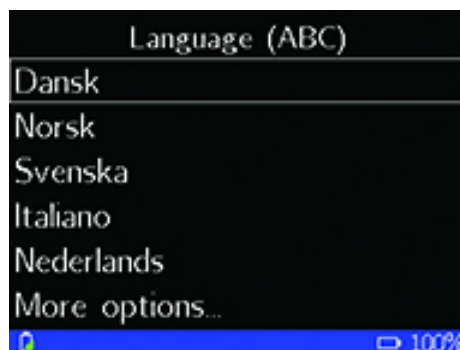 Language (ABC)
Dansk
Norsk
Svenska
Italiano
Nederlands
More options...
100%